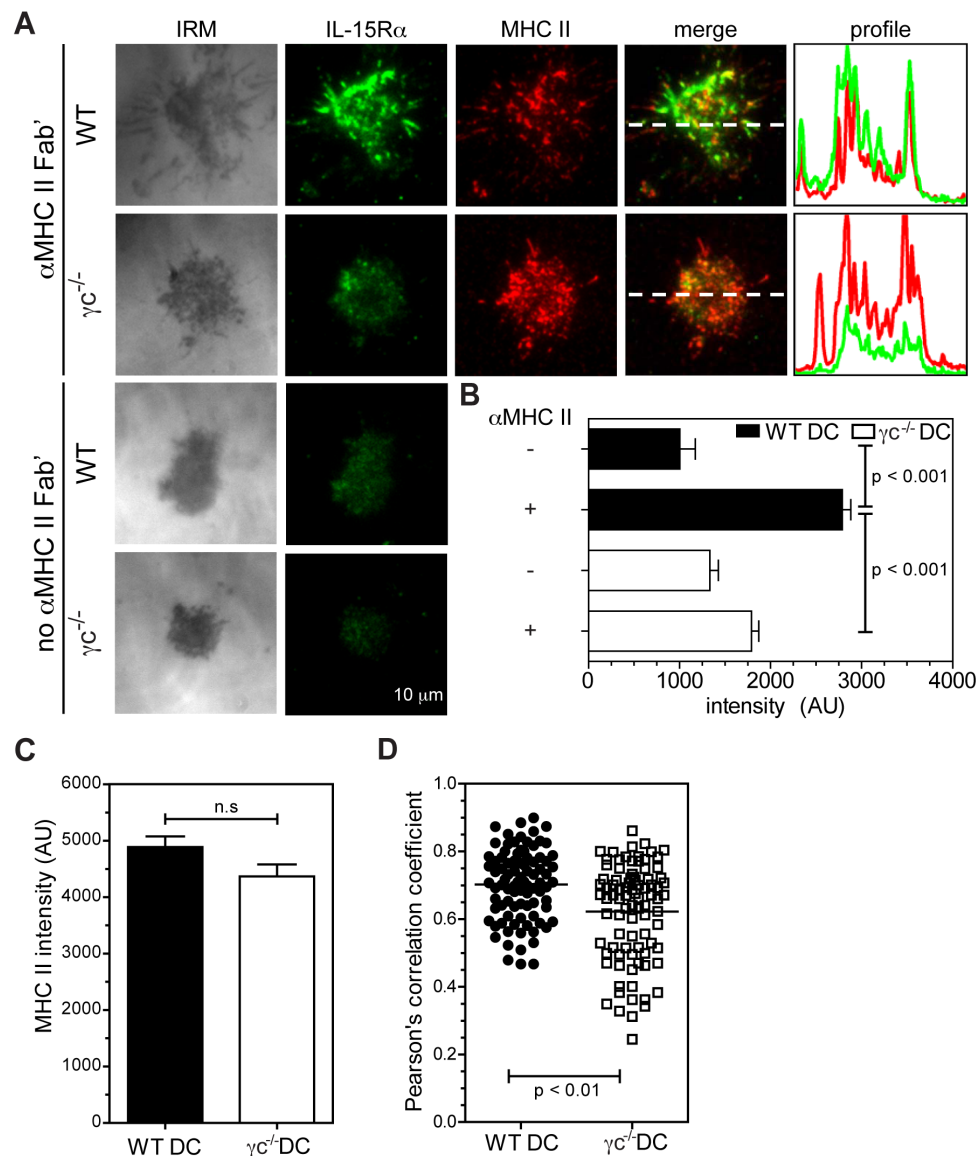 A
IRM
IL-15Rα
MHC II
merge
profile
αMHC II Fab'
WT
γc-/-
no αMHC II Fab'
WT
γc-/-
10 μm
B
αMHC II
WT DC
γc-/- DC
-
+
-
+
p < 0.001
p < 0.001
0
1000
2000
3000
4000
intensity (AU)
C
6000
5000
4000
3000
2000
1000
0
MHC II intensity (AU)
n.s
WT DC
γc-/-DC
D
1.0
0.8
0.6
0.4
0.2
0.0
Pearson's correlation coefficient
p < 0.01
WT DC
γc-/-DC